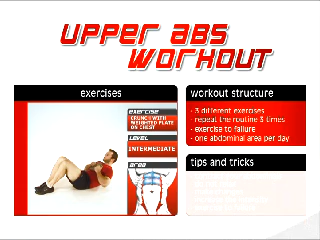 UPPER ABS
WORKOUT
exercises
exercise
CRUNCH WITH
WEIGHTED PLATE
ON CHEST
LEVEL
INTERMEDIATE
area
workout structure
· 3 different exercises
· repeat the routine 3 times
· exercise to failure
· one abdominal area per day
tips and tricks